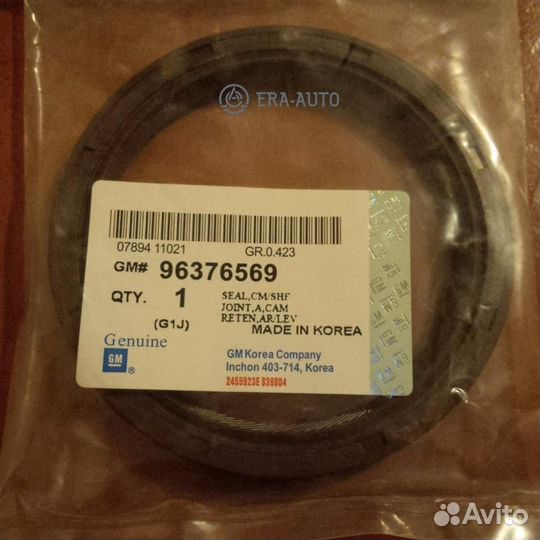 ERA-AUTO
07894 11021 GR.0.423
GM# 96376569
QTY. 1
(G1J)
SEAL,CM/SHF
JOINT,A,CAM
RETEN,AR/LEV
MADE IN KOREA
Genuine
GM ®
GM Korea Company
Inchon 403-714, Korea
2455923E 839804
Avito